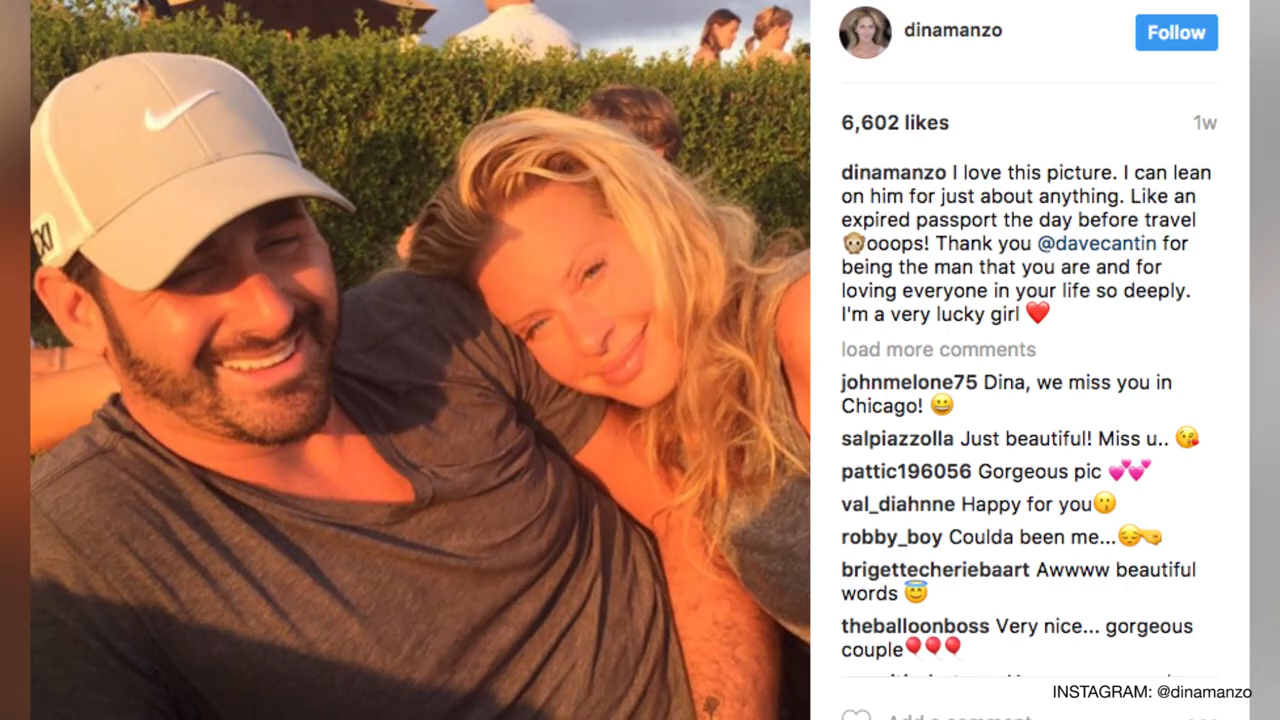 XI
dinamanzo
Follow
6,602 likes
1w
dinamanzo I love this picture. I can lean
on him for just about anything. Like an
expired passport the day before travel
🙊ooops! Thank you @davecantin for
being the man that you are and for
loving everyone in your life so deeply.
I'm a very lucky girl ❤️
load more comments
johnmelone75 Dina, we miss you in
Chicago! 😀
salpiazzolla Just beautiful! Miss u.. 😘
pattic196056 Gorgeous pic 💕💕
val_diahnne Happy for you😗
robby_boy Coulda been me...😔🤜
brigettecheriebaart Awwww beautiful
words 😇
theballoonboss Very nice... gorgeous
couple🎈🎈🎈
INSTAGRAM: @dinamanzo
Add a comment